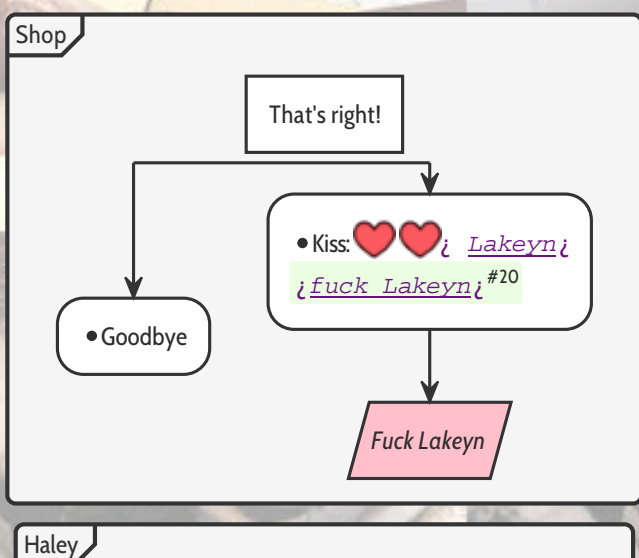 Shop
That's right!
•Kiss: ❤️❤️¿ Lakeyn¿
¿fuck Lakeyn¿#20
•Goodbye
Fuck Lakeyn
Haley